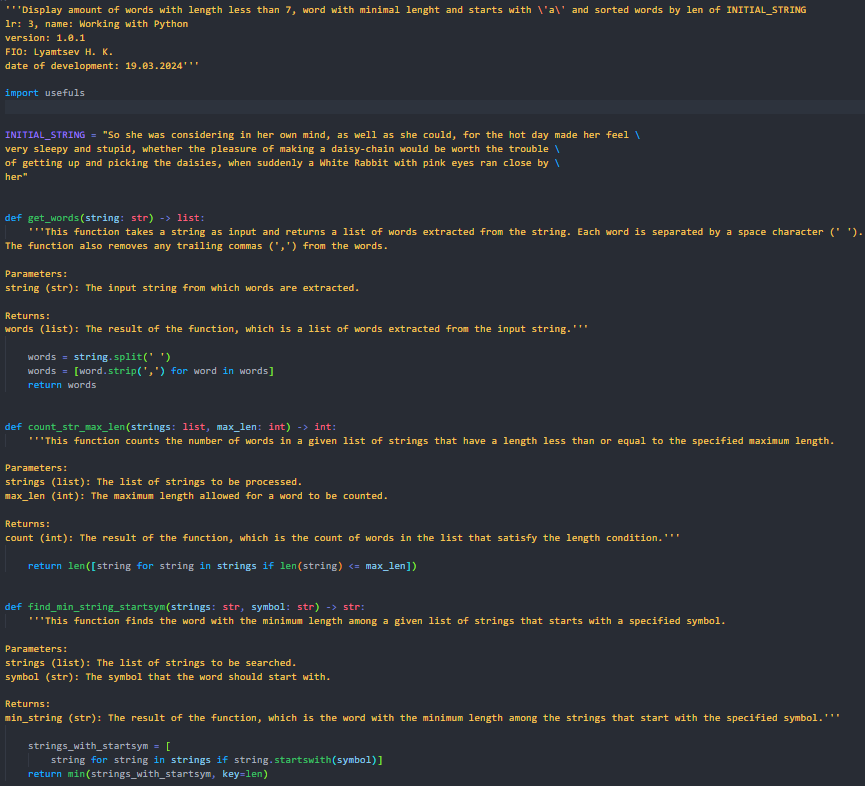 '''Display amount of words with length less than 7, word with minimal lenght and starts with \'a\' and sorted words by len of INITIAL_STRING
lr: 3, name: Working with Python
version: 1.0.1
FIO: Lyamtsev H. K.
date of development: 19.03.2024'''
import usefuls
INITIAL_STRING = "So she was considering in her own mind, as well as she could, for the hot day made her feel \
very sleepy and stupid, whether the pleasure of making a daisy-chain would be worth the trouble \
of getting up and picking the daisies, when suddenly a White Rabbit with pink eyes ran close by \
her"
def get_words(string: str) -> list:
'''This function takes a string as input and returns a list of words extracted from the string. Each word is separated by a space character (' ').
The function also removes any trailing commas (',') from the words.
Parameters:
string (str): The input string from which words are extracted.
Returns:
words (list): The result of the function, which is a list of words extracted from the input string.'''
words = string.split(' ')
words = [word.strip(',') for word in words]
return words
def count_str_max_len(strings: list, max_len: int) -> int:
'''This function counts the number of words in a given list of strings that have a length less than or equal to the specified maximum length.
Parameters:
strings (list): The list of strings to be processed.
max_len (int): The maximum length allowed for a word to be counted.
Returns:
count (int): The result of the function, which is the count of words in the list that satisfy the length condition.'''
return len([string for string in strings if len(string) <= max_len])
def find_min_string_startsym(strings: str, symbol: str) -> str:
'''This function finds the word with the minimum length among a given list of strings that starts with a specified symbol.
Parameters:
strings (list): The list of strings to be searched.
symbol (str): The symbol that the word should start with.
Returns:
min_string (str): The result of the function, which is the word with the minimum length among the strings that start with the specified symbol.'''
strings_with_startsym = [
string for string in strings if string.startswith(symbol)]
return min(strings_with_startsym, key=len)